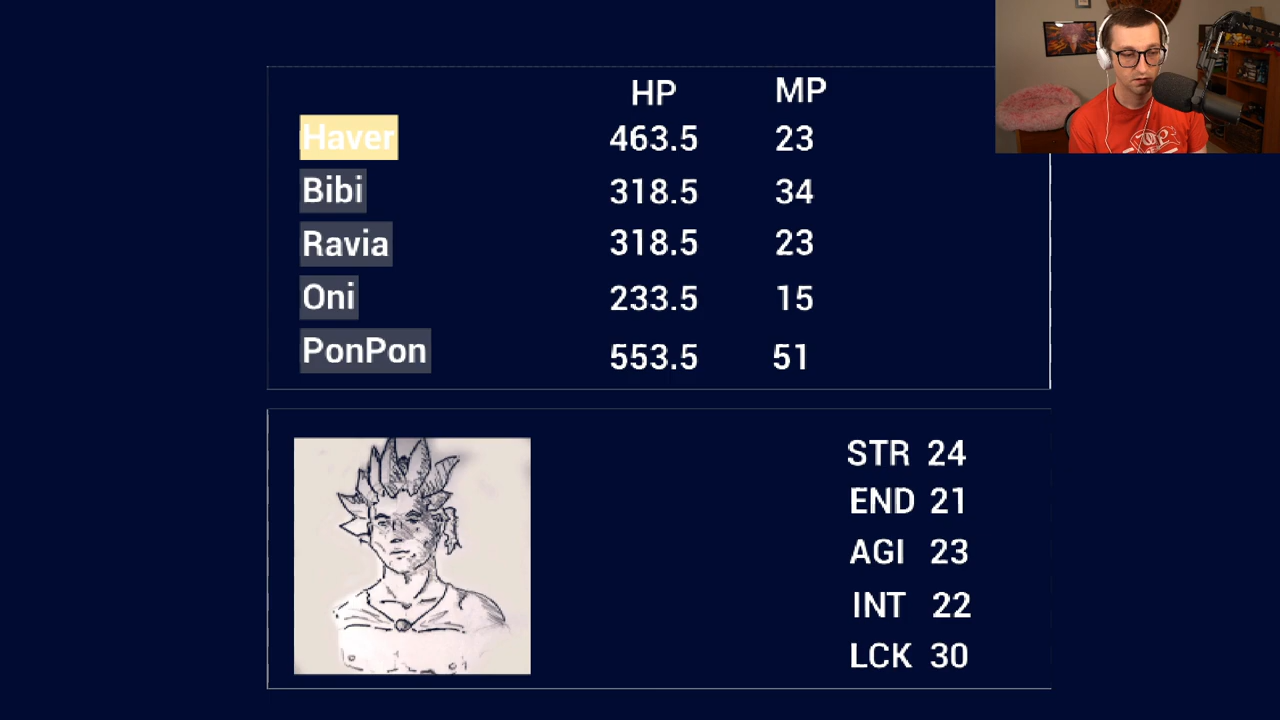 HP MP
Haver 463.5 23
Bibi 318.5 34
Ravia 318.5 23
Oni 233.5 15
PonPon 553.5 51
STR 24
END 21
AGI 23
INT 22
LCK 30